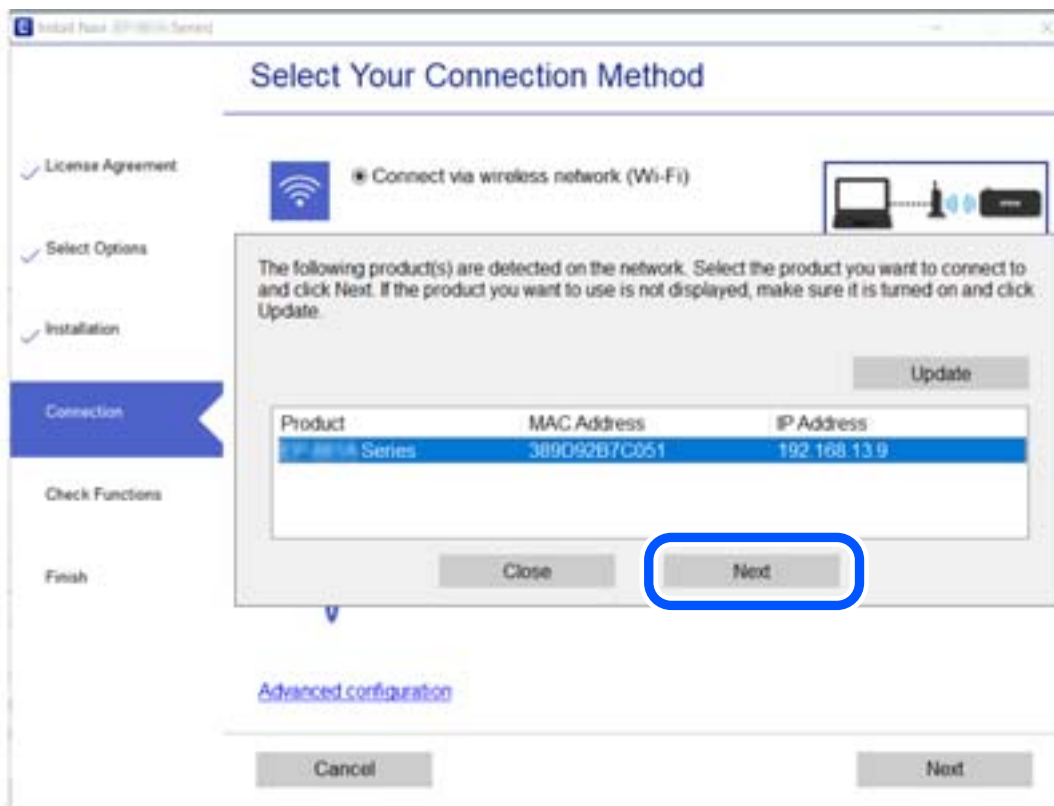 Select Your Connection Method
License Agreement
Select Options
Installation
Connection
Check Functions
Finish
Connect via wireless network (Wi-Fi)
The following product(s) are detected on the network. Select the product you want to connect to
and click Next. If the product you want to use is not displayed, make sure it is turned on and click
Update.
Update
Product MAC Address IP Address
Series 389D92B7C051 192.168.13.9
Close Next
Advanced configuration
Cancel Next